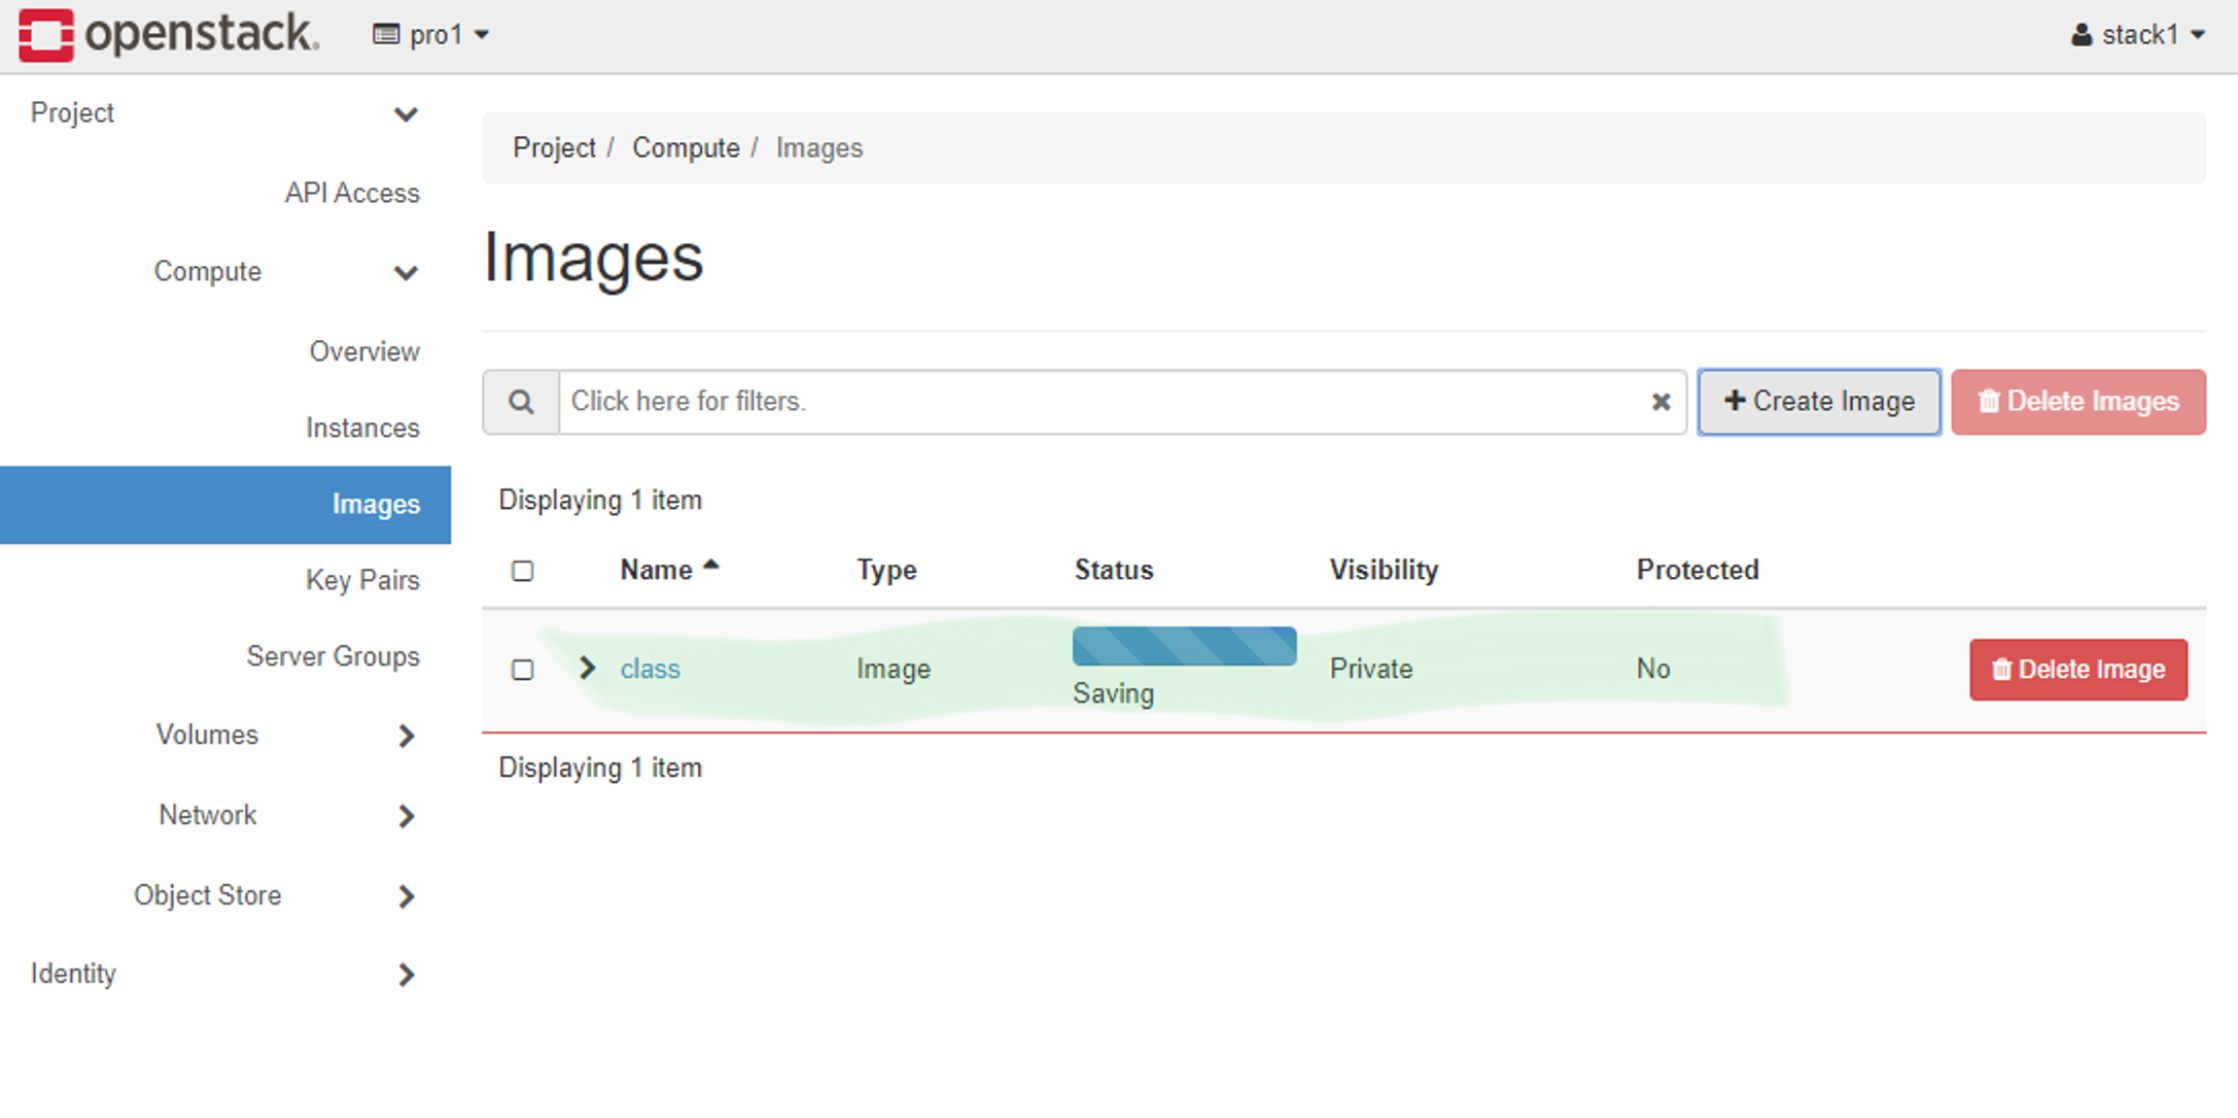 openstack. pro1 stack1
Project
Project / Compute / Images
API Access
Images
Compute
Overview
Click here for filters. Create Image Delete Images
Instances
Images
Displaying 1 item
Name Type Status Visibility Protected
Key Pairs
Server Groups
class Image Saving Private No Delete Image
Volumes
Displaying 1 item
Network
Object Store
Identity